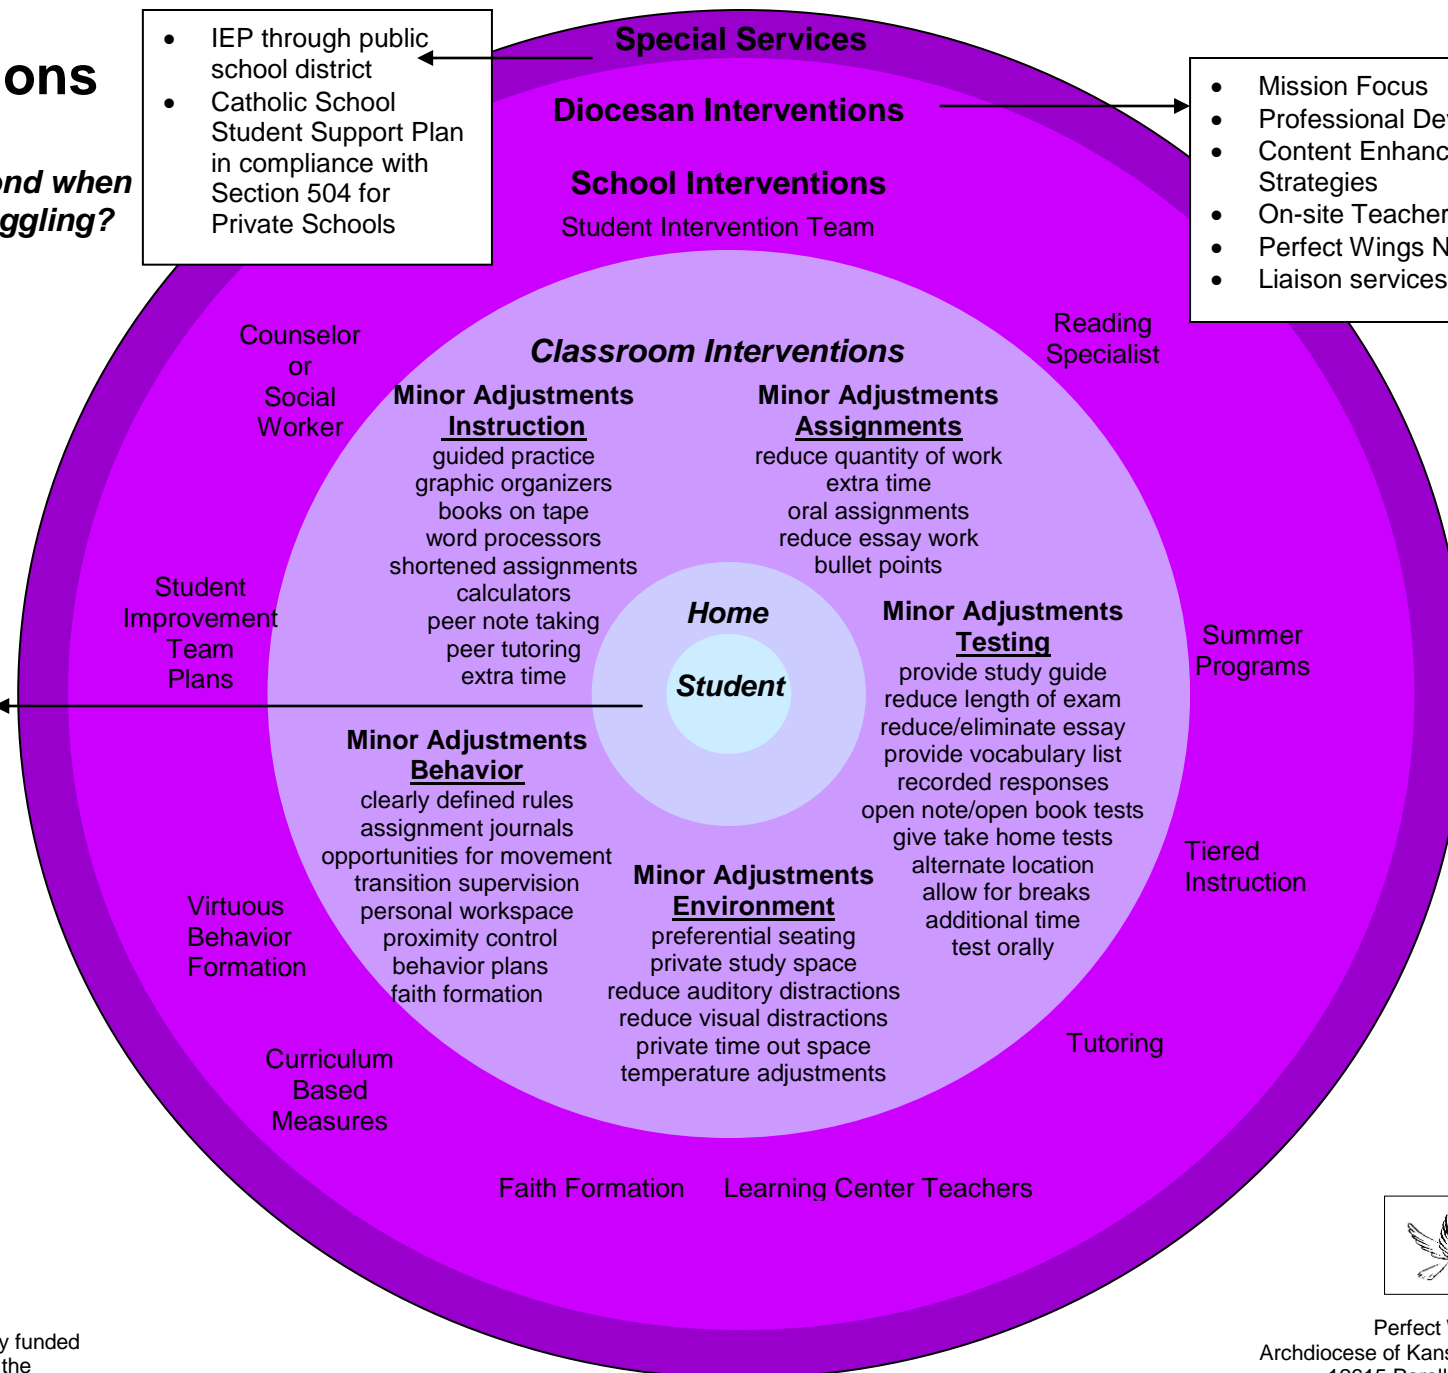 ons
ond when
ggling?
• IEP through public
school district
• Catholic School
Student Support Plan
in compliance with
Section 504 for
Private Schools
Special Services
Diocesan Interventions
School Interventions
Student Intervention Team
• Mission Focus
• Professional Dev
• Content Enhanc
Strategies
• On-site Teacher
• Perfect Wings N
• Liaison services
Counselor
or
Social
Worker
Reading
Specialist
Classroom Interventions
Minor Adjustments
Instruction
guided practice
graphic organizers
books on tape
word processors
shortened assignments
calculators
peer note taking
peer tutoring
extra time
Minor Adjustments
Assignments
reduce quantity of work
extra time
oral assignments
reduce essay work
bullet points
Student
Improvement
Team
Plans
Home
Student
Minor Adjustments
Testing
provide study guide
reduce length of exam
reduce/eliminate essay
provide vocabulary list
recorded responses
open note/open book tests
give take home tests
alternate location
allow for breaks
additional time
test orally
Summer
Programs
Minor Adjustments
Behavior
clearly defined rules
assignment journals
opportunities for movement
transition supervision
personal workspace
proximity control
behavior plans
faith formation
Minor Adjustments
Environment
preferential seating
private study space
reduce auditory distractions
reduce visual distractions
private time out space
temperature adjustments
Tiered
Instruction
Virtuous
Behavior
Formation
Tutoring
Curriculum
Based
Measures
Faith Formation
Learning Center Teachers
y funded
the
Perfect
Archdiocese of Kans